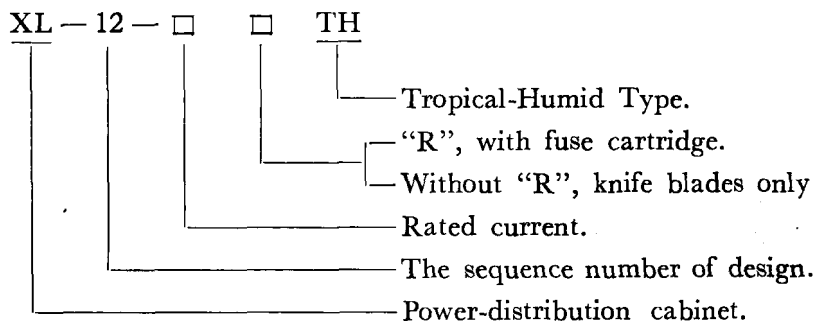 XL — 12 — □ □ TH
Tropical-Humid Type.
“R”, with fuse cartridge.
Without “R”, knife blades only
Rated current.
The sequence number of design.
Power-distribution cabinet.